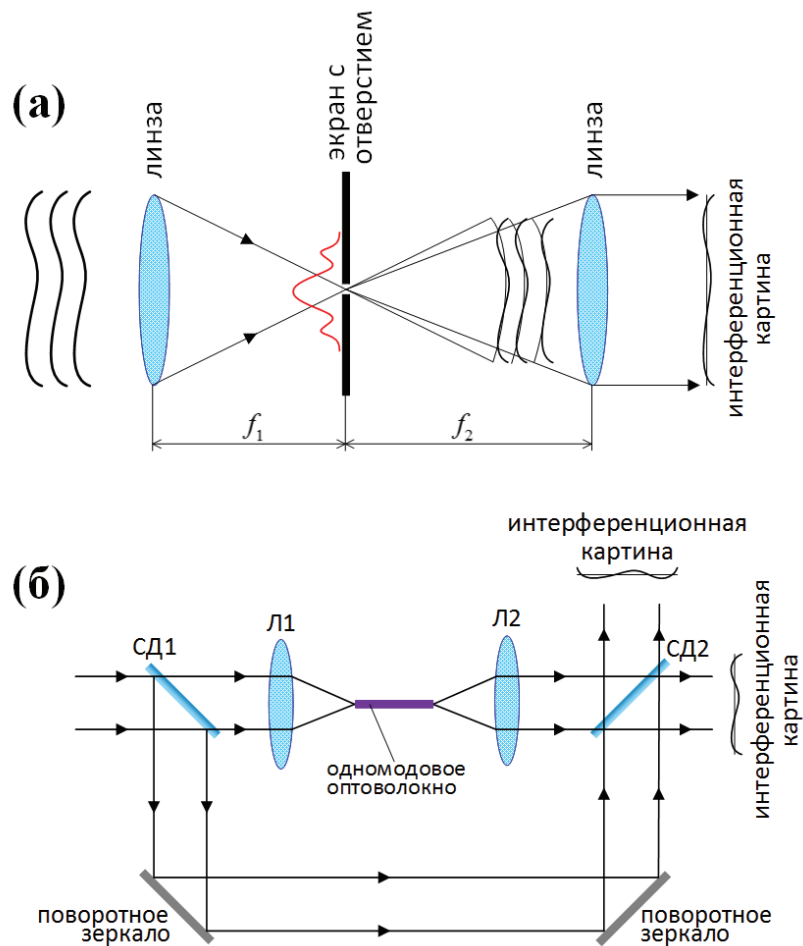 (а)
линза
экран с
отверстием
линза
интерференционная
картина
f₁
f₂
интерференционная
картина
(б)
СД1
Л1
Л2
СД2
одномодовое
оптоволокно
интерференционная
картина
поворотное
зеркало
поворотное
зеркало